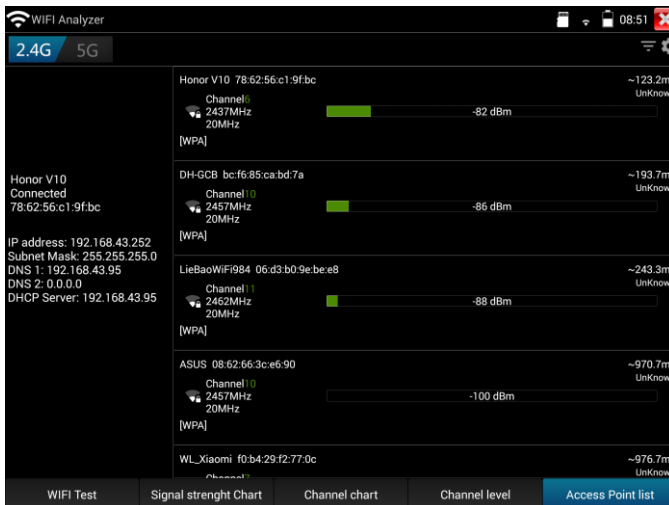 WIFI Analyzer
08:51
2.4G 5G
Honor V10
Connected
78:62:56:c1:9f:bc
IP address: 192.168.43.252
Subnet Mask: 255.255.255.0
DNS 1: 192.168.43.95
DNS 2: 0.0.0.0
DHCP Server: 192.168.43.95
Honor V10 78:62:56:c1:9f:bc ~123.2m
UnKnow
Channel6
2437MHz -82 dBm
20MHz
[WPA]
DH-GCB bc:f6:85:ca:bd:7a ~193.7m
UnKnow
Channel10
2457MHz -86 dBm
20MHz
[WPA]
LieBaoWiFi984 06:d3:b0:9e:be:e8 ~243.3m
UnKnow
Channel11
2462MHz -88 dBm
20MHz
[WPA]
ASUS 08:62:66:3c:e6:90 ~970.7m
UnKnow
Channel10
2457MHz -100 dBm
20MHz
[WPA]
WL_Xiaomi f0:b4:29:f2:77:0c ~976.7m
UnKnow
WIFI Test Signal strenght Chart Channel chart Channel level Access Point list